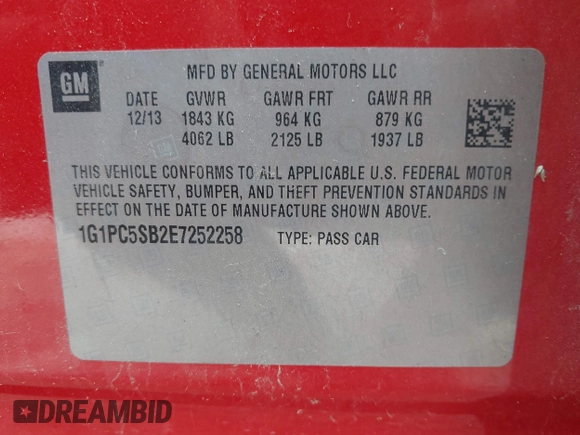 GM
MFD BY GENERAL MOTORS LLC
DATE GVWR GAWR FRT GAWR RR
12/13 1843 KG 964 KG 879 KG
4062 LB 2125 LB 1937 LB
THIS VEHICLE CONFORMS TO ALL APPLICABLE U.S. FEDERAL MOTOR
VEHICLE SAFETY, BUMPER, AND THEFT PREVENTION STANDARDS IN
EFFECT ON THE DATE OF MANUFACTURE SHOWN ABOVE.
1G1PC5SB2E7252258 TYPE: PASS CAR
DREAMBID